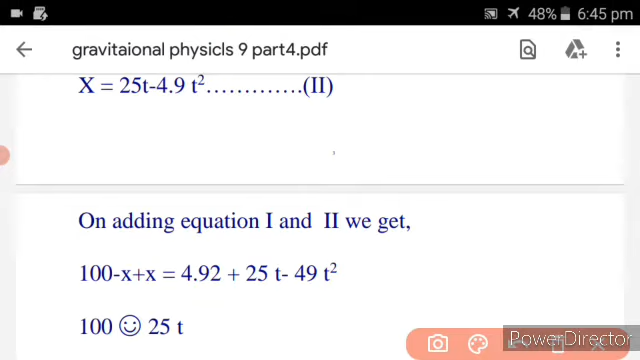 48% 6:45 pm
gravitaional physicls 9 part4.pdf
X = 25t-4.9 t²………….(II)
On adding equation I and II we get,
100-x+x = 4.92 + 25 t- 49 t²
100 ☺ 25 t
PowerDirector